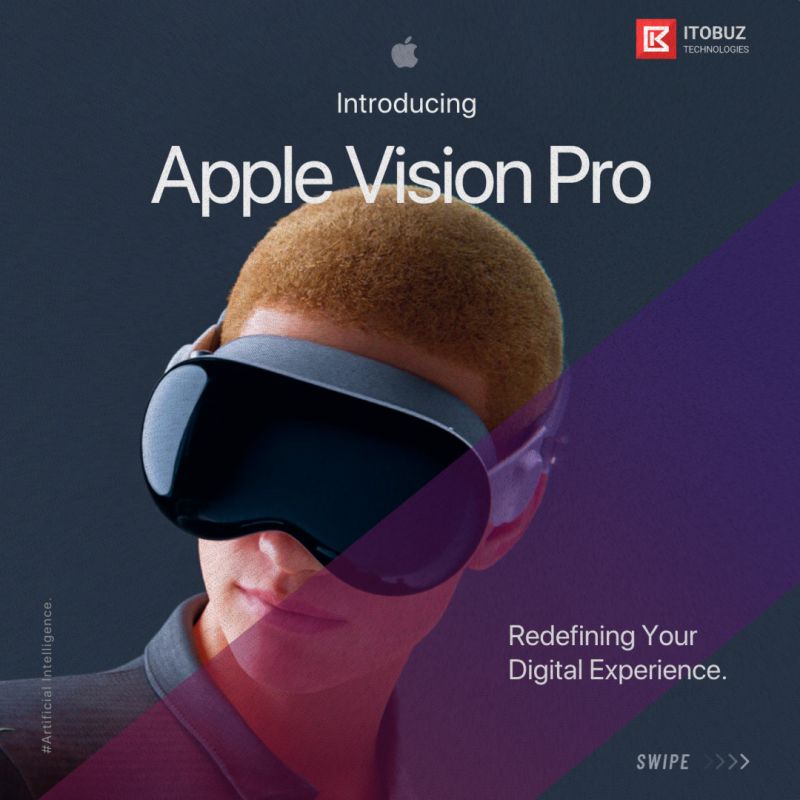 ITOBUZ
TECHNOLOGIES
Introducing
Apple Vision Pro
Redefining Your
Digital Experience.
#Artificial Intelligence.
SWIPE >>>>